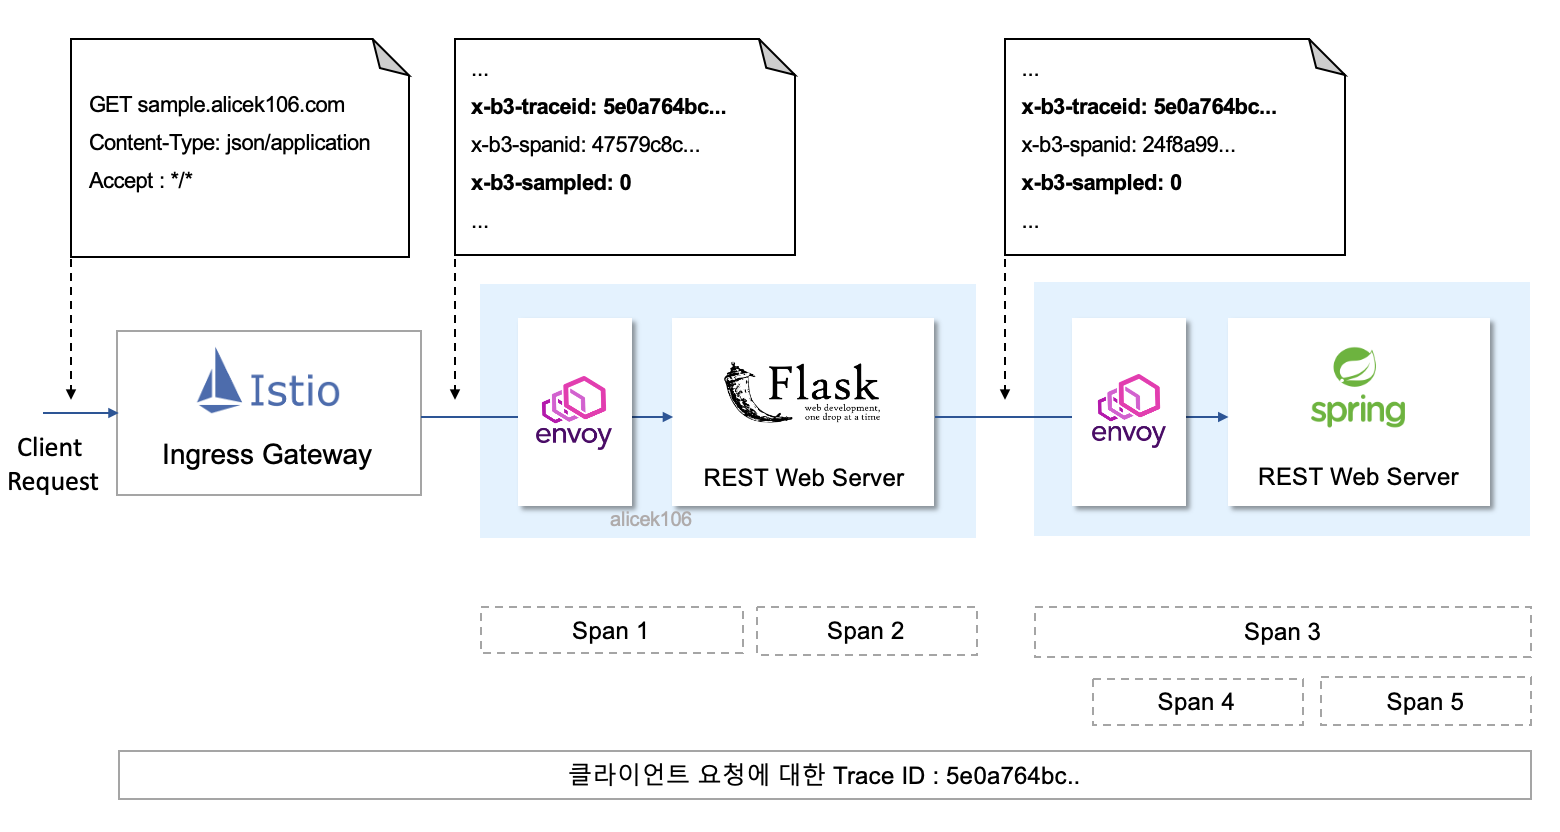 GET sample.alicek106.com
Content-Type: json/application
Accept : */*
...
x-b3-traceid: 5e0a764bc...
x-b3-spanid: 47579c8c...
x-b3-sampled: 0
...
...
x-b3-traceid: 5e0a764bc...
x-b3-spanid: 24f8a99...
x-b3-sampled: 0
...
Client
Request
Istio
Ingress Gateway
envoy
Flask
web development,
one drop at a time
REST Web Server
alicek106
envoy
spring
REST Web Server
Span 1
Span 2
Span 3
Span 4
Span 5
클라이언트 요청에 대한 Trace ID : 5e0a764bc..